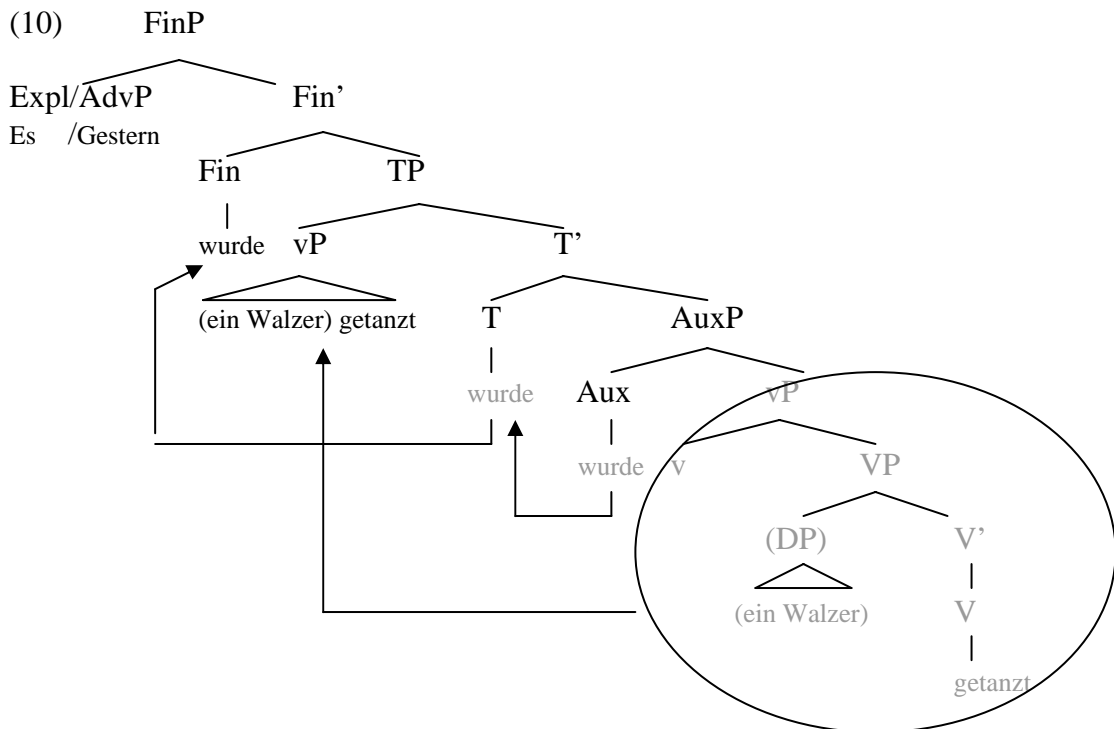 (10) FinP
Expl/AdvP Fin’
Es /Gestern
Fin TP
wurde vP T’
(ein Walzer) getanzt T AuxP
wurde Aux vP
wurde v VP
(DP) V’
(ein Walzer) V
getanzt